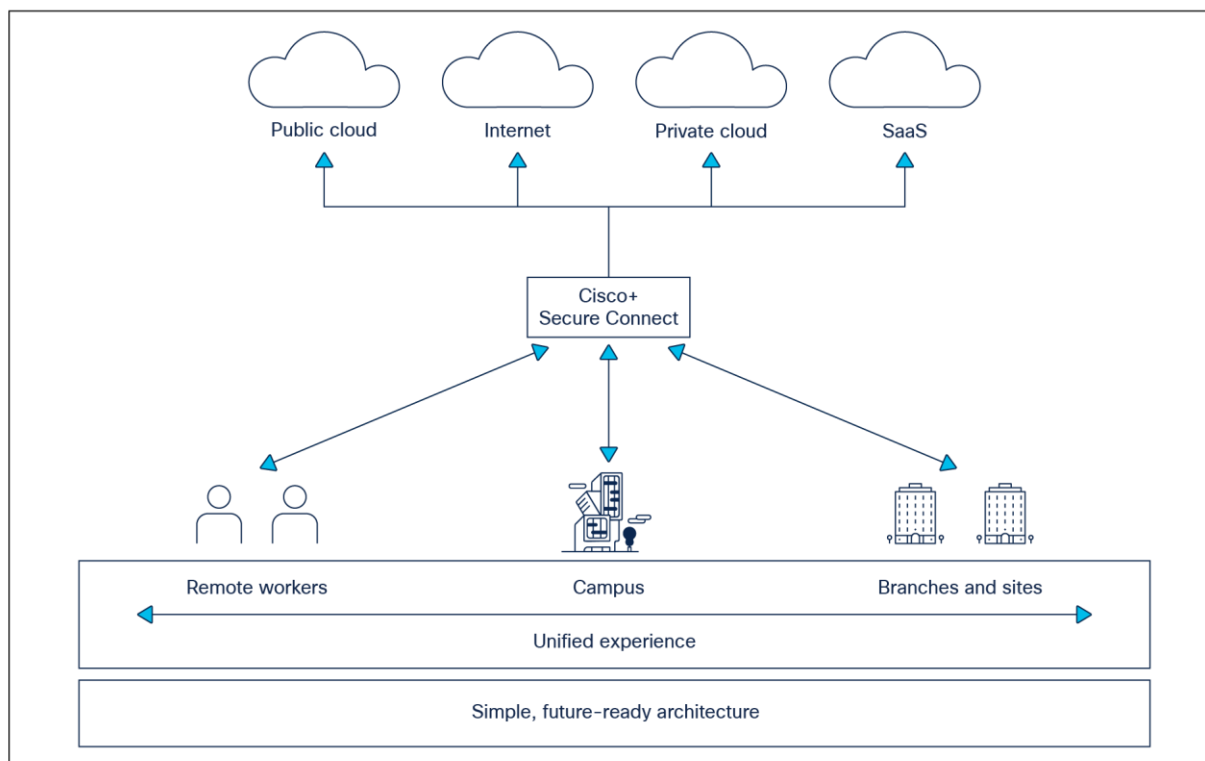 Public cloud
Internet
Private cloud
SaaS
Cisco+
Secure Connect
Remote workers
Campus
Branches and sites
Unified experience
Simple, future-ready architecture